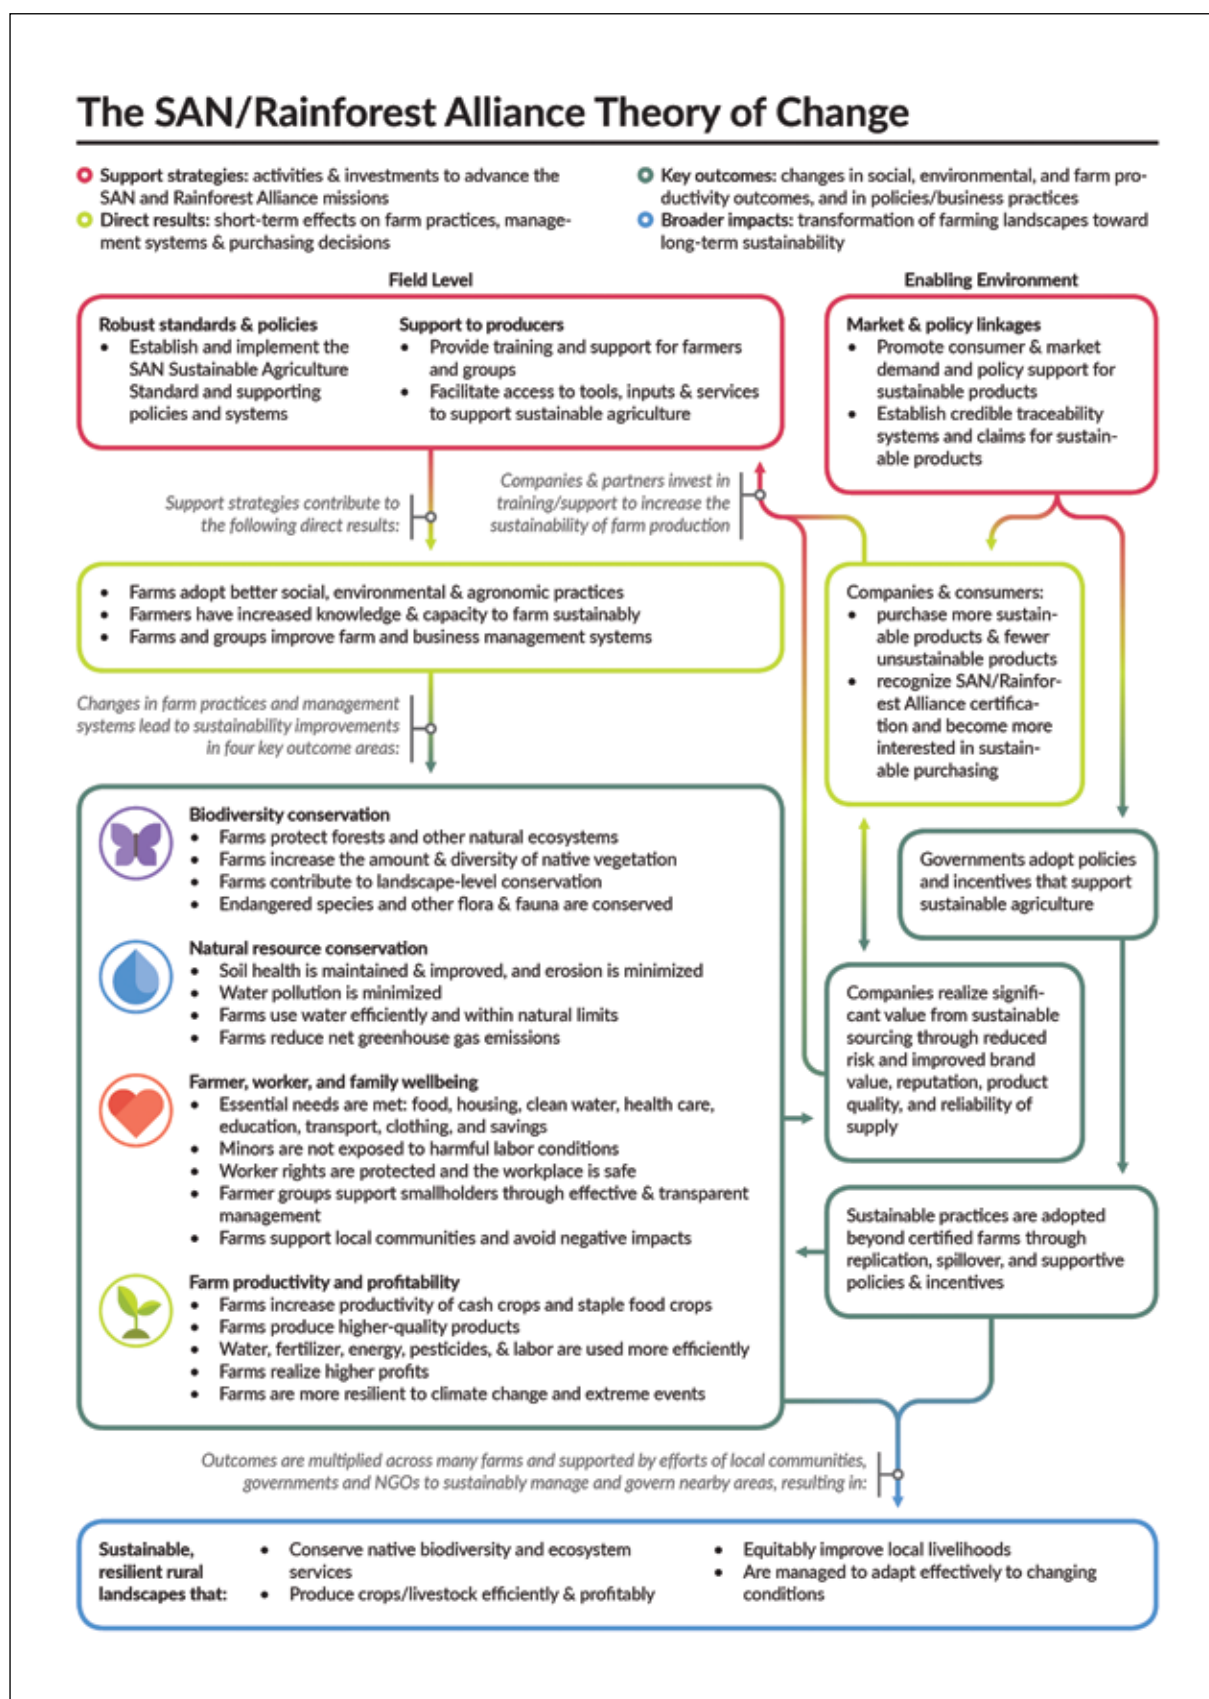 The SAN/Rainforest Alliance Theory of Change
Support strategies: activities & investments to advance the
SAN and Rainforest Alliance missions
Direct results: short-term effects on farm practices, manage-
ment systems & purchasing decisions
Key outcomes: changes in social, environmental, and farm pro-
ductivity outcomes, and in policies/business practices
Broader impacts: transformation of farming landscapes toward
long-term sustainability
Field Level
Robust standards & policies
• Establish and implement the
SAN Sustainable Agriculture
Standard and supporting
policies and systems
Support to producers
• Provide training and support for farmers
and groups
• Facilitate access to tools, inputs & services
to support sustainable agriculture
Enabling Environment
Market & policy linkages
• Promote consumer & market
demand and policy support for
sustainable products
• Establish credible traceability
systems and claims for sustain-
able products
Support strategies contribute to
the following direct results:
Companies & partners invest in
training/support to increase the
sustainability of farm production
• Farms adopt better social, environmental & agronomic practices
• Farmers have increased knowledge & capacity to farm sustainably
• Farms and groups improve farm and business management systems
Companies & consumers:
• purchase more sustain-
able products & fewer
unsustainable products
• recognize SAN/Rainfor-
est Alliance certifica-
tion and become more
interested in sustain-
able purchasing
Changes in farm practices and management
systems lead to sustainability improvements
in four key outcome areas:
Biodiversity conservation
• Farms protect forests and other natural ecosystems
• Farms increase the amount & diversity of native vegetation
• Farms contribute to landscape-level conservation
• Endangered species and other flora & fauna are conserved
Natural resource conservation
• Soil health is maintained & improved, and erosion is minimized
• Water pollution is minimized
• Farms use water efficiently and within natural limits
• Farms reduce net greenhouse gas emissions
Farmer, worker, and family wellbeing
• Essential needs are met: food, housing, clean water, health care,
education, transport, clothing, and savings
• Minors are not exposed to harmful labor conditions
• Worker rights are protected and the workplace is safe
• Farmer groups support smallholders through effective & transparent
management
• Farms support local communities and avoid negative impacts
Farm productivity and profitability
• Farms increase productivity of cash crops and staple food crops
• Farms produce higher-quality products
• Water, fertilizer, energy, pesticides, & labor are used more efficiently
• Farms realize higher profits
• Farms are more resilient to climate change and extreme events
Governments adopt policies
and incentives that support
sustainable agriculture
Companies realize signifi-
cant value from sustainable
sourcing through reduced
risk and improved brand
value, reputation, product
quality, and reliability of
supply
Sustainable practices are adopted
beyond certified farms through
replication, spillover, and supportive
policies & incentives
Outcomes are multiplied across many farms and supported by efforts of local communities,
governments and NGOs to sustainably manage and govern nearby areas, resulting in:
Sustainable,
resilient rural
landscapes that:
• Conserve native biodiversity and ecosystem
services
• Produce crops/livestock efficiently & profitably
• Equitably improve local livelihoods
• Are managed to adapt effectively to changing
conditions